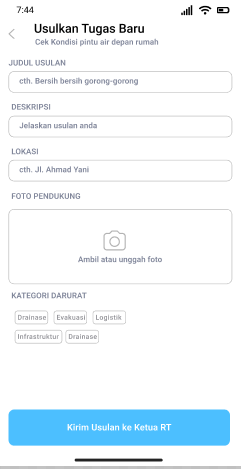 7:44
Usulkan Tugas Baru
Cek Kondisi pintu air depan rumah
JUDUL USULAN
cth. Bersih bersih gorong-gorong
DESKRIPSI
Jelaskan usulan anda
LOKASI
cth. Jl. Ahmad Yani
FOTO PENDUKUNG
Ambil atau unggah foto
KATEGORI DARURAT
Drainase Evakuasi Logistik
Infrastruktur Drainase
Kirim Usulan ke Ketua RT